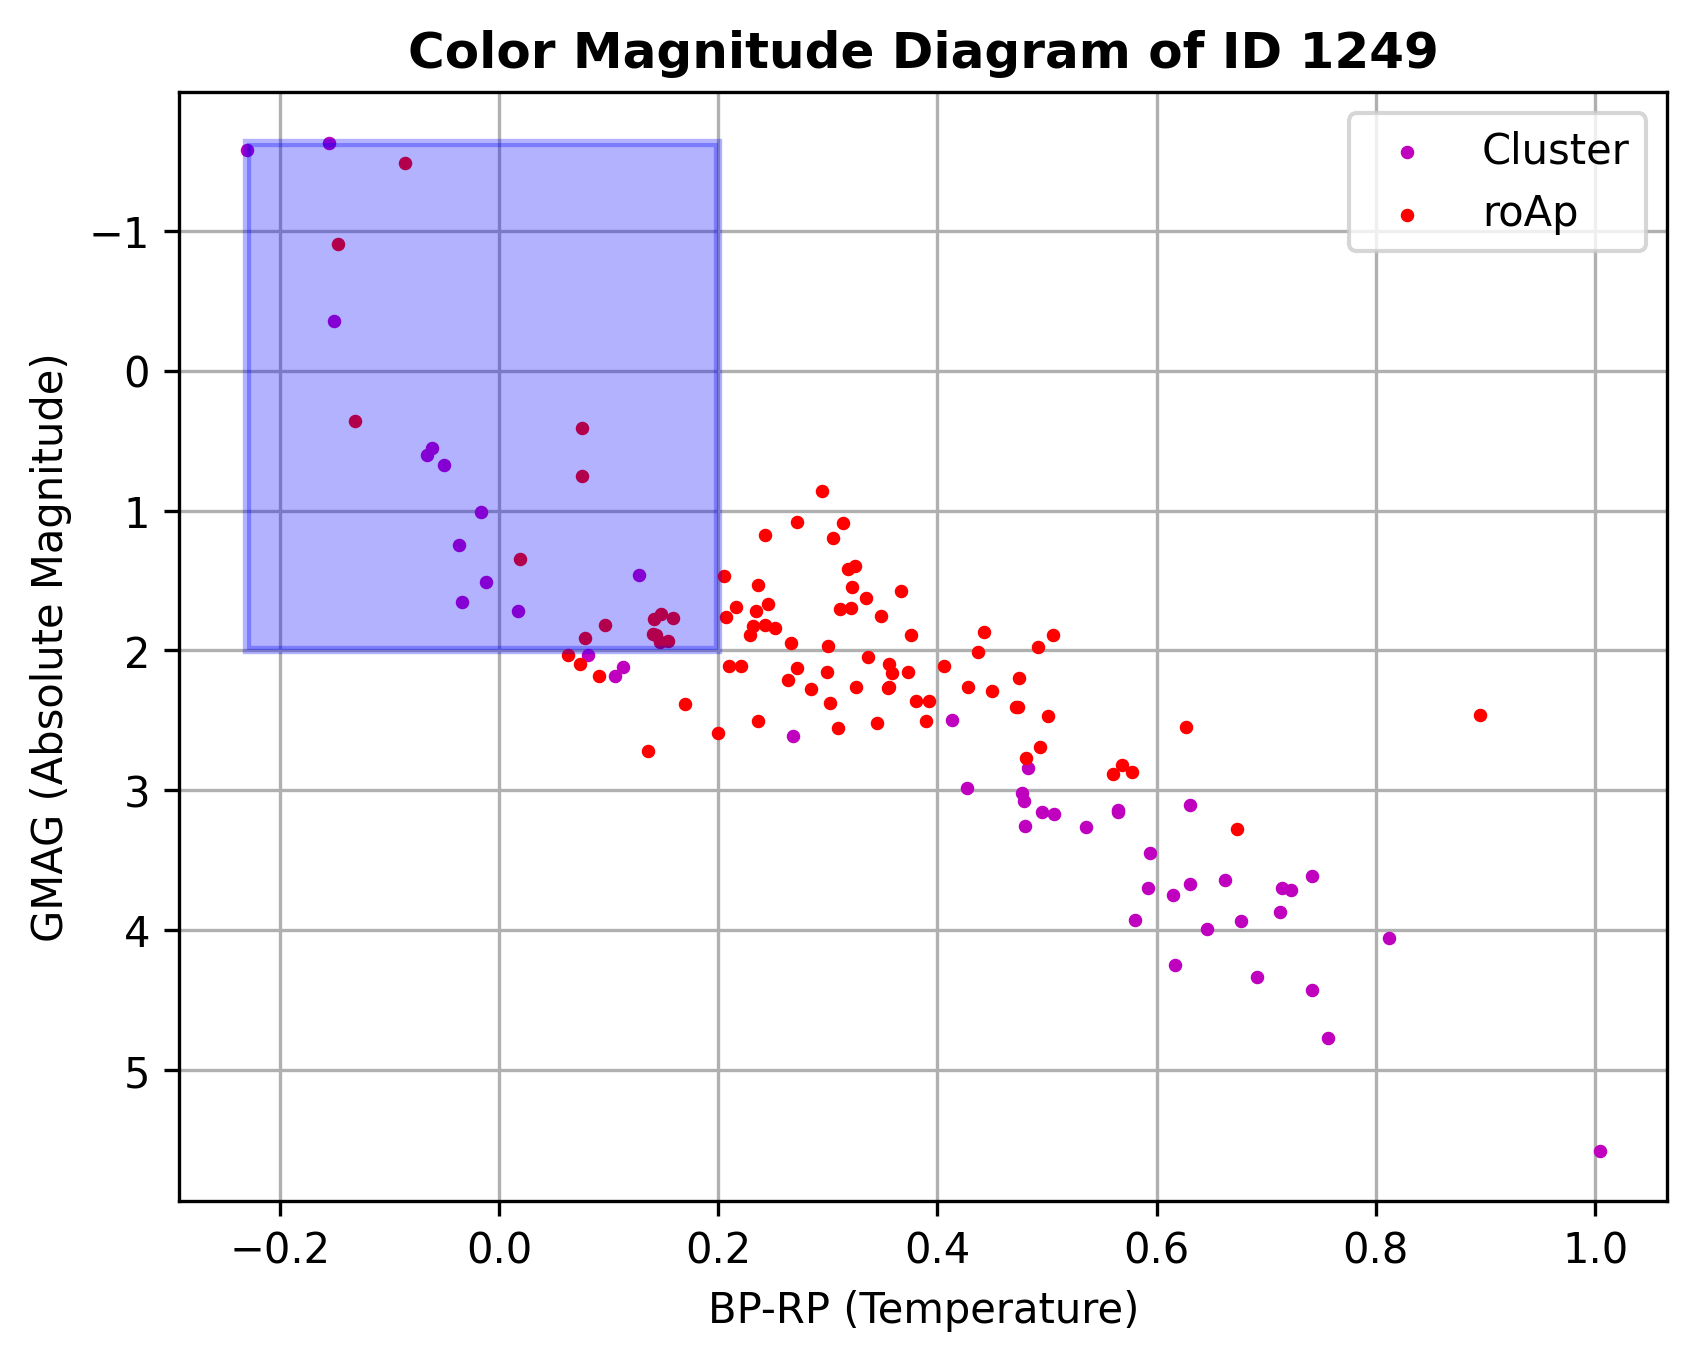 Color Magnitude Diagram of ID 1249
Cluster
roAp
−1
0
1
2
3
4
5
GMAG (Absolute Magnitude)
−0.2 0.0 0.2 0.4 0.6 0.8 1.0
BP-RP (Temperature)